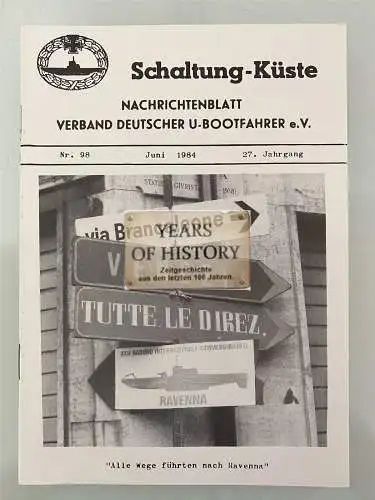 Schaltung-Küste
NACHRICHTENBLATT
VERBAND DEUTSCHER U-BOOTFAHRER e.V.
Nr. 98 Juni 1984 27. Jahrgang
via
YEARS
OF HISTORY
Zeitgeschichte
aus den letzten 100 Jahren.
TUTTE LE DIREZ.
RAVENNA
"Alle Wege führten nach Ravenna"